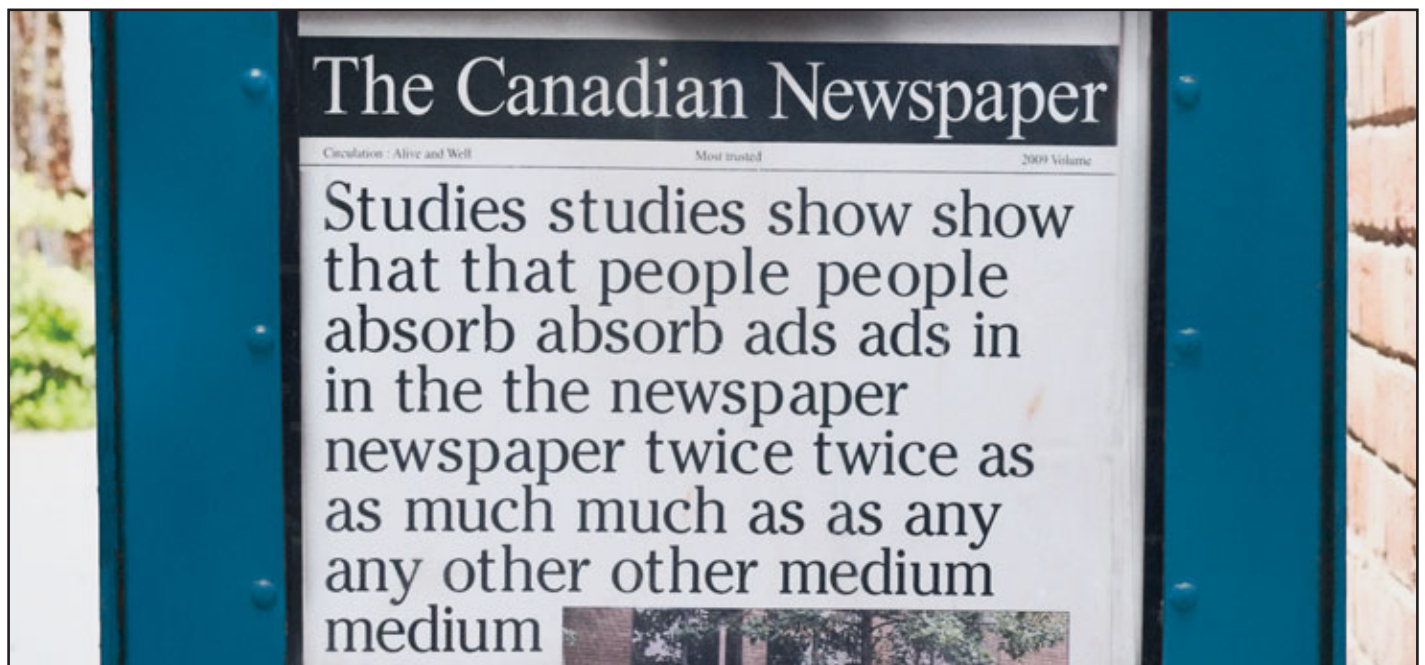 The Canadian Newspaper
Circulation : Alive and Well Most trusted 2009 Volume
Studies studies show show
that that people people
absorb absorb ads ads in
in the the newspaper
newspaper twice twice as
as much much as as any
any other other medium
medium